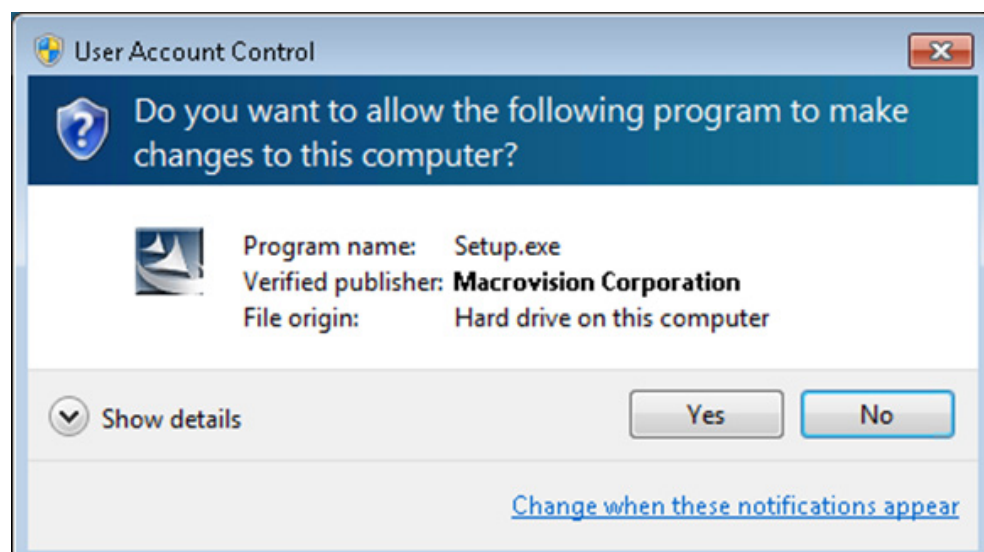 User Account Control
Do you want to allow the following program to make
changes to this computer?
Program name: Setup.exe
Verified publisher: Macrovision Corporation
File origin: Hard drive on this computer
Show details
Yes
No
Change when these notifications appear